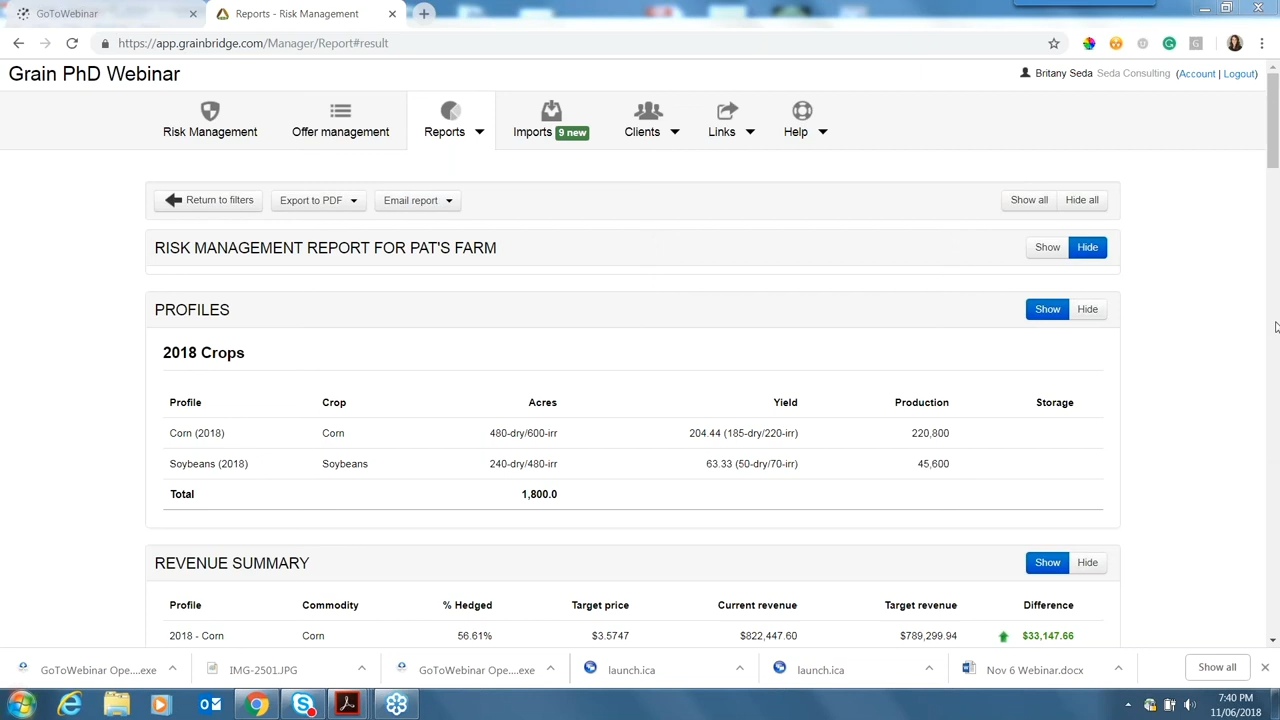 GoToWebinar
Reports - Risk Management
https://app.grainbridge.com/Manager/Report#result
Grain PhD Webinar
Britany Seda Seda Consulting (Account | Logout)
Risk Management
Offer management
Reports
Imports 9 new
Clients
Links
Help
Return to filters
Export to PDF
Email report
Show all
Hide all
RISK MANAGEMENT REPORT FOR PAT'S FARM
Show Hide
PROFILES
Show Hide
2018 Crops
Profile Crop Acres Yield Production Storage
Corn (2018) Corn 480-dry/600-irr 204.44 (185-dry/220-irr) 220,800
Soybeans (2018) Soybeans 240-dry/480-irr 63.33 (50-dry/70-irr) 45,600
Total 1,800.0
REVENUE SUMMARY
Show Hide
Profile Commodity % Hedged Target price Current revenue Target revenue Difference
2018 - Corn Corn 56.61% $3.5747 $822,447.60 $789,299.94 $33,147.66
GoToWebinar Ope....exe
IMG-2501.JPG
GoToWebinar Ope....exe
launch.ica
launch.ica
Nov 6 Webinar.docx
Show all
7:40 PM
11/06/2018